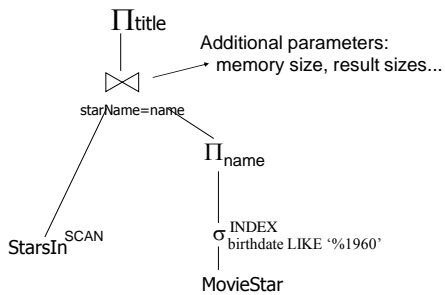 Πtitle
Additional parameters:
memory size, result sizes...
starName=name
Πname
StarsIn SCAN
σ INDEX
birthdate LIKE ‘%1960’
MovieStar